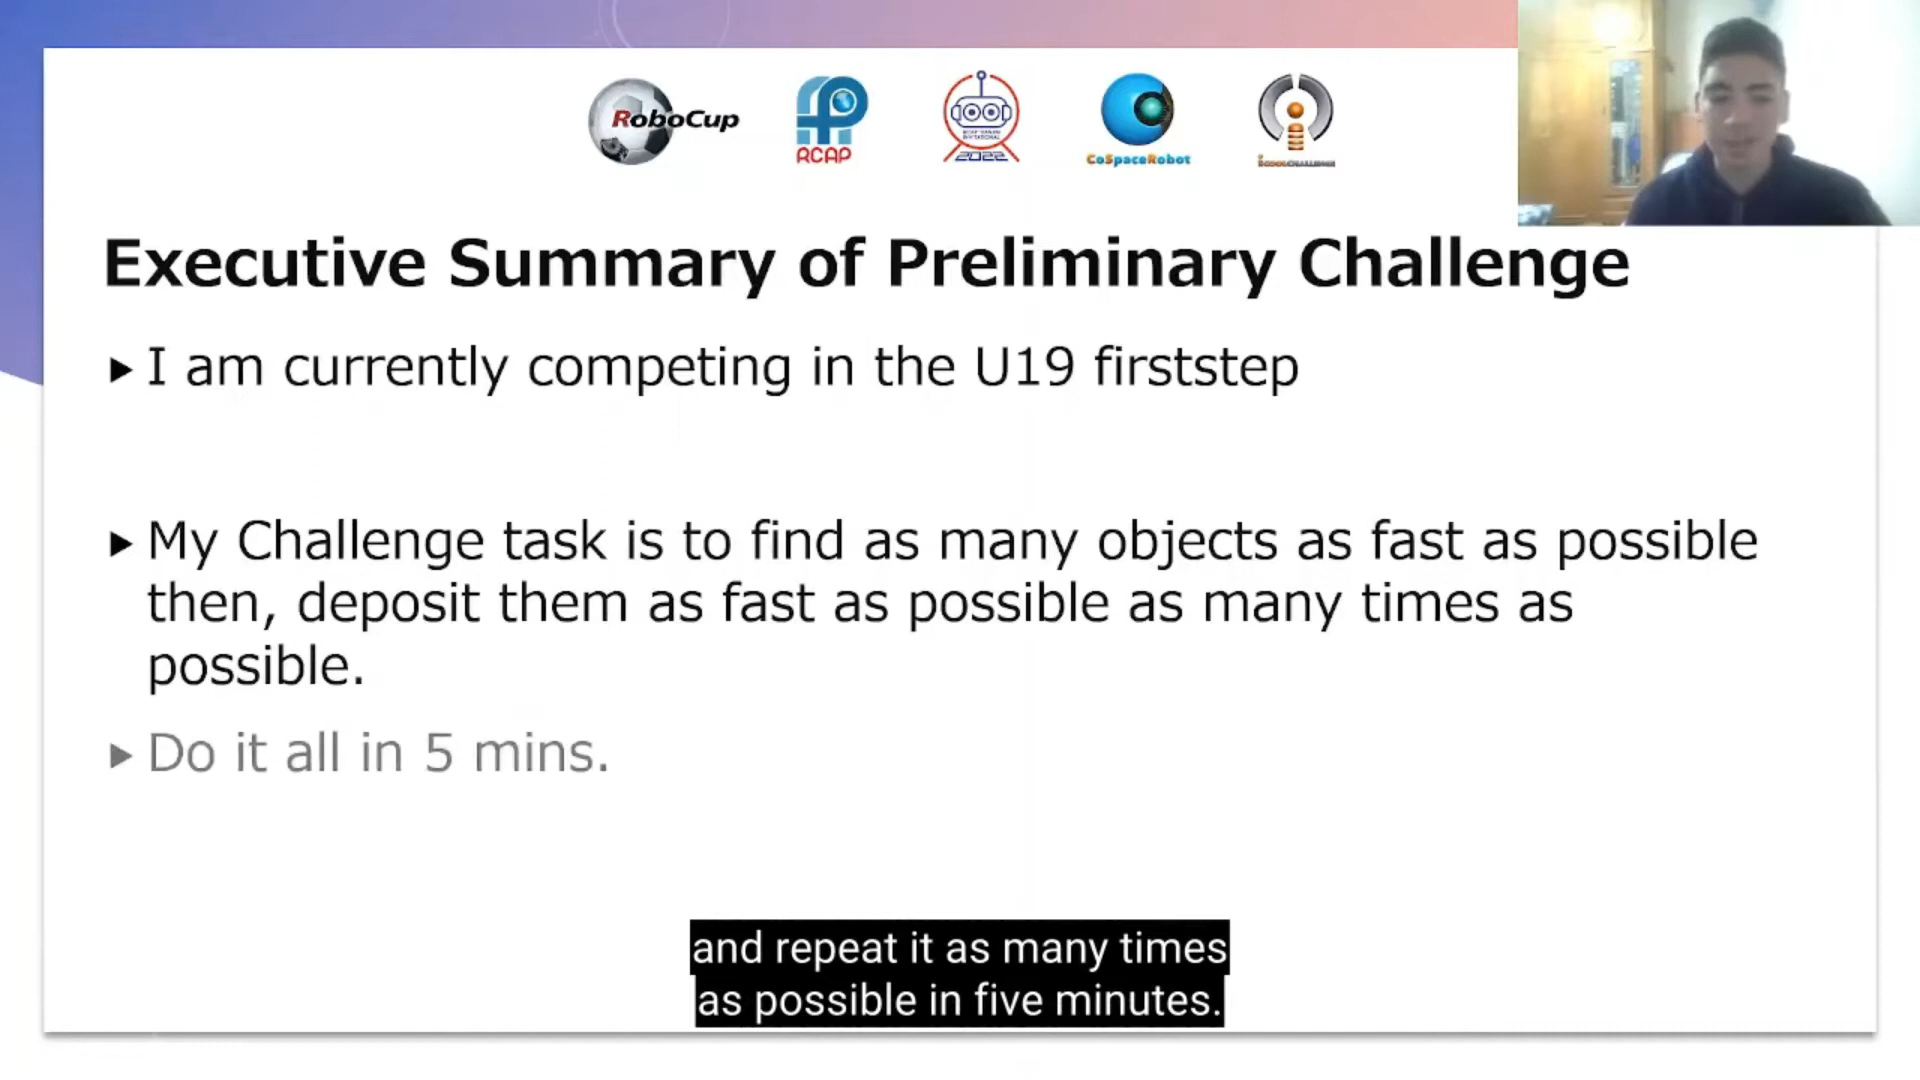 RoboCup
RCAP
2022
CoSpaceRobot
Executive Summary of Preliminary Challenge
I am currently competing in the U19 firststep
My Challenge task is to find as many objects as fast as possible
then, deposit them as fast as possible as many times as
possible.
Do it all in 5 mins.
and repeat it as many times
as possible in five minutes.